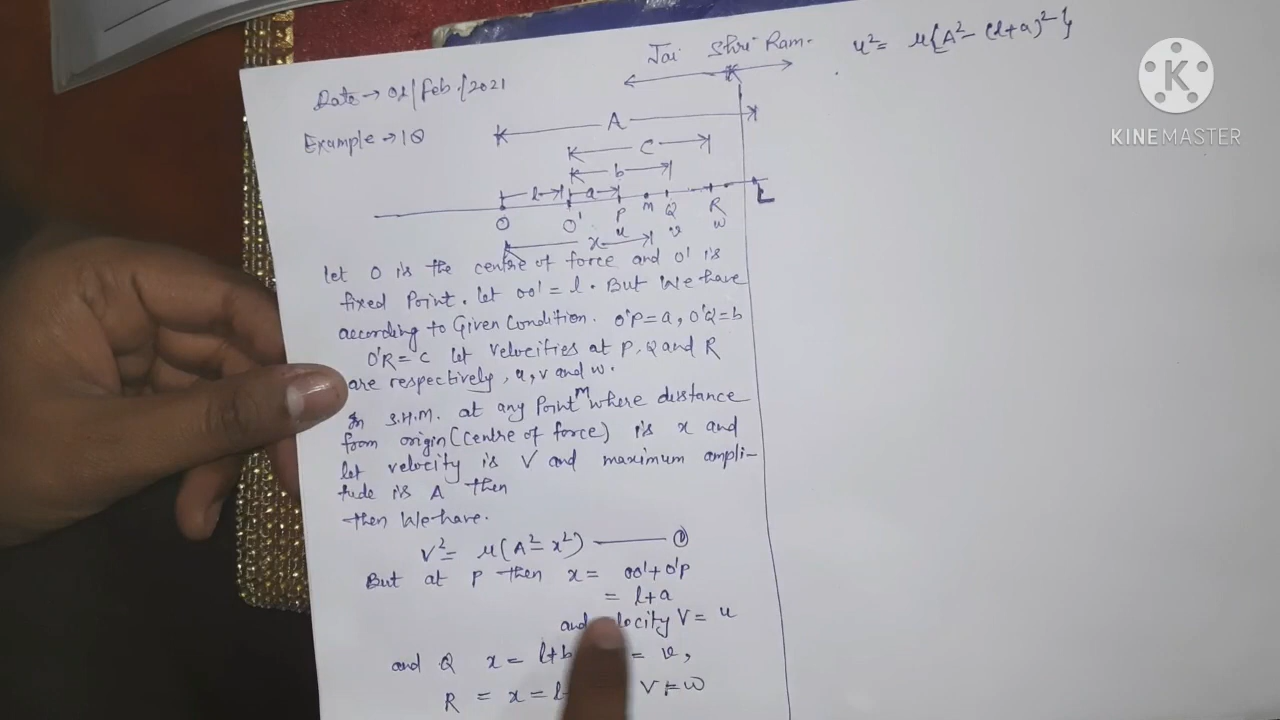 Jai Shri Ram.
u² = μ{A² - (l+a)²}
K
KINEMASTER
Date → 01/Feb./2021
Example → 10
A
C
b
l a
O O' P M Q R L
u v w
x
let O is the centre of force and O' is
fixed Point. let OO' = l. But We have
according to Given Condition. O'P = a, O'Q = b
O'R = C let velocities at P, Q and R
are respectively, u, v and w.
In S.H.M. at any Point M where distance
from origin (Centre of force) is x and
let velocity is V and maximum ampli-
tude is A then
then We have.
V² = μ(A² - x²) —— ①
But at P then x = OO' + O'P
= l+a
and V = u
and Q x = l+b = v,
R = x = V = w